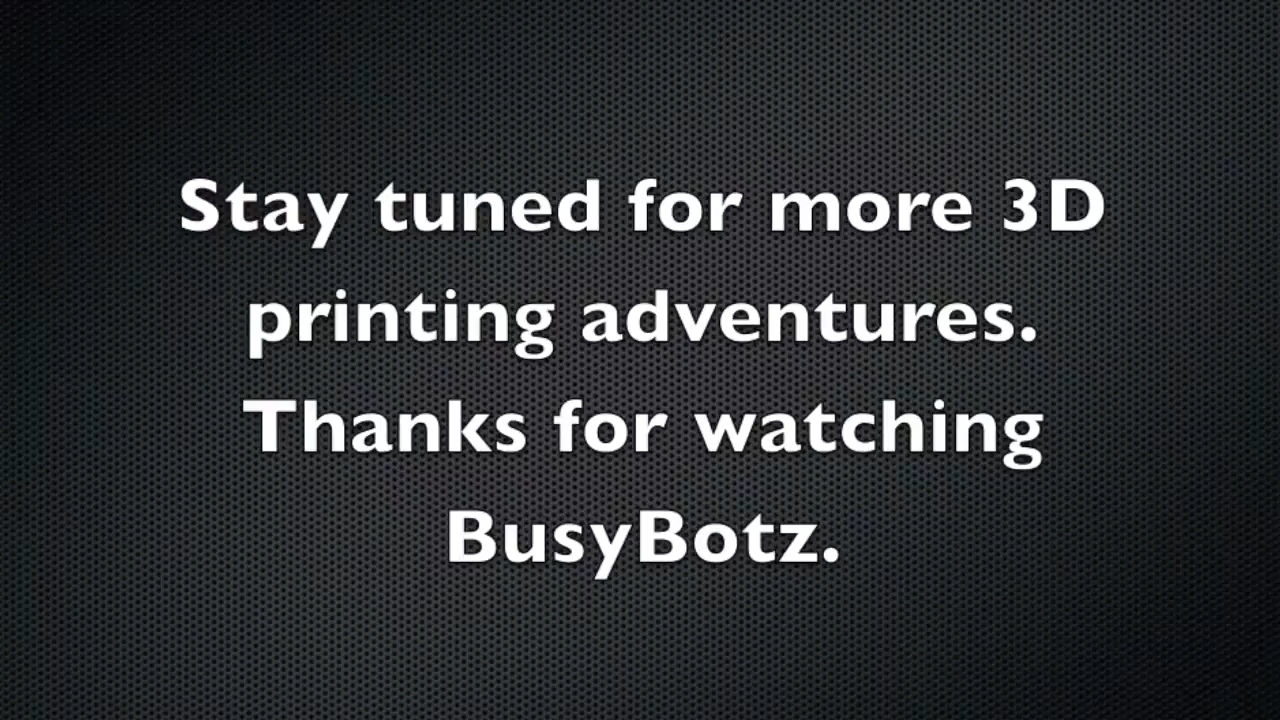 Stay tuned for more 3D
printing adventures.
Thanks for watching
BusyBotz.